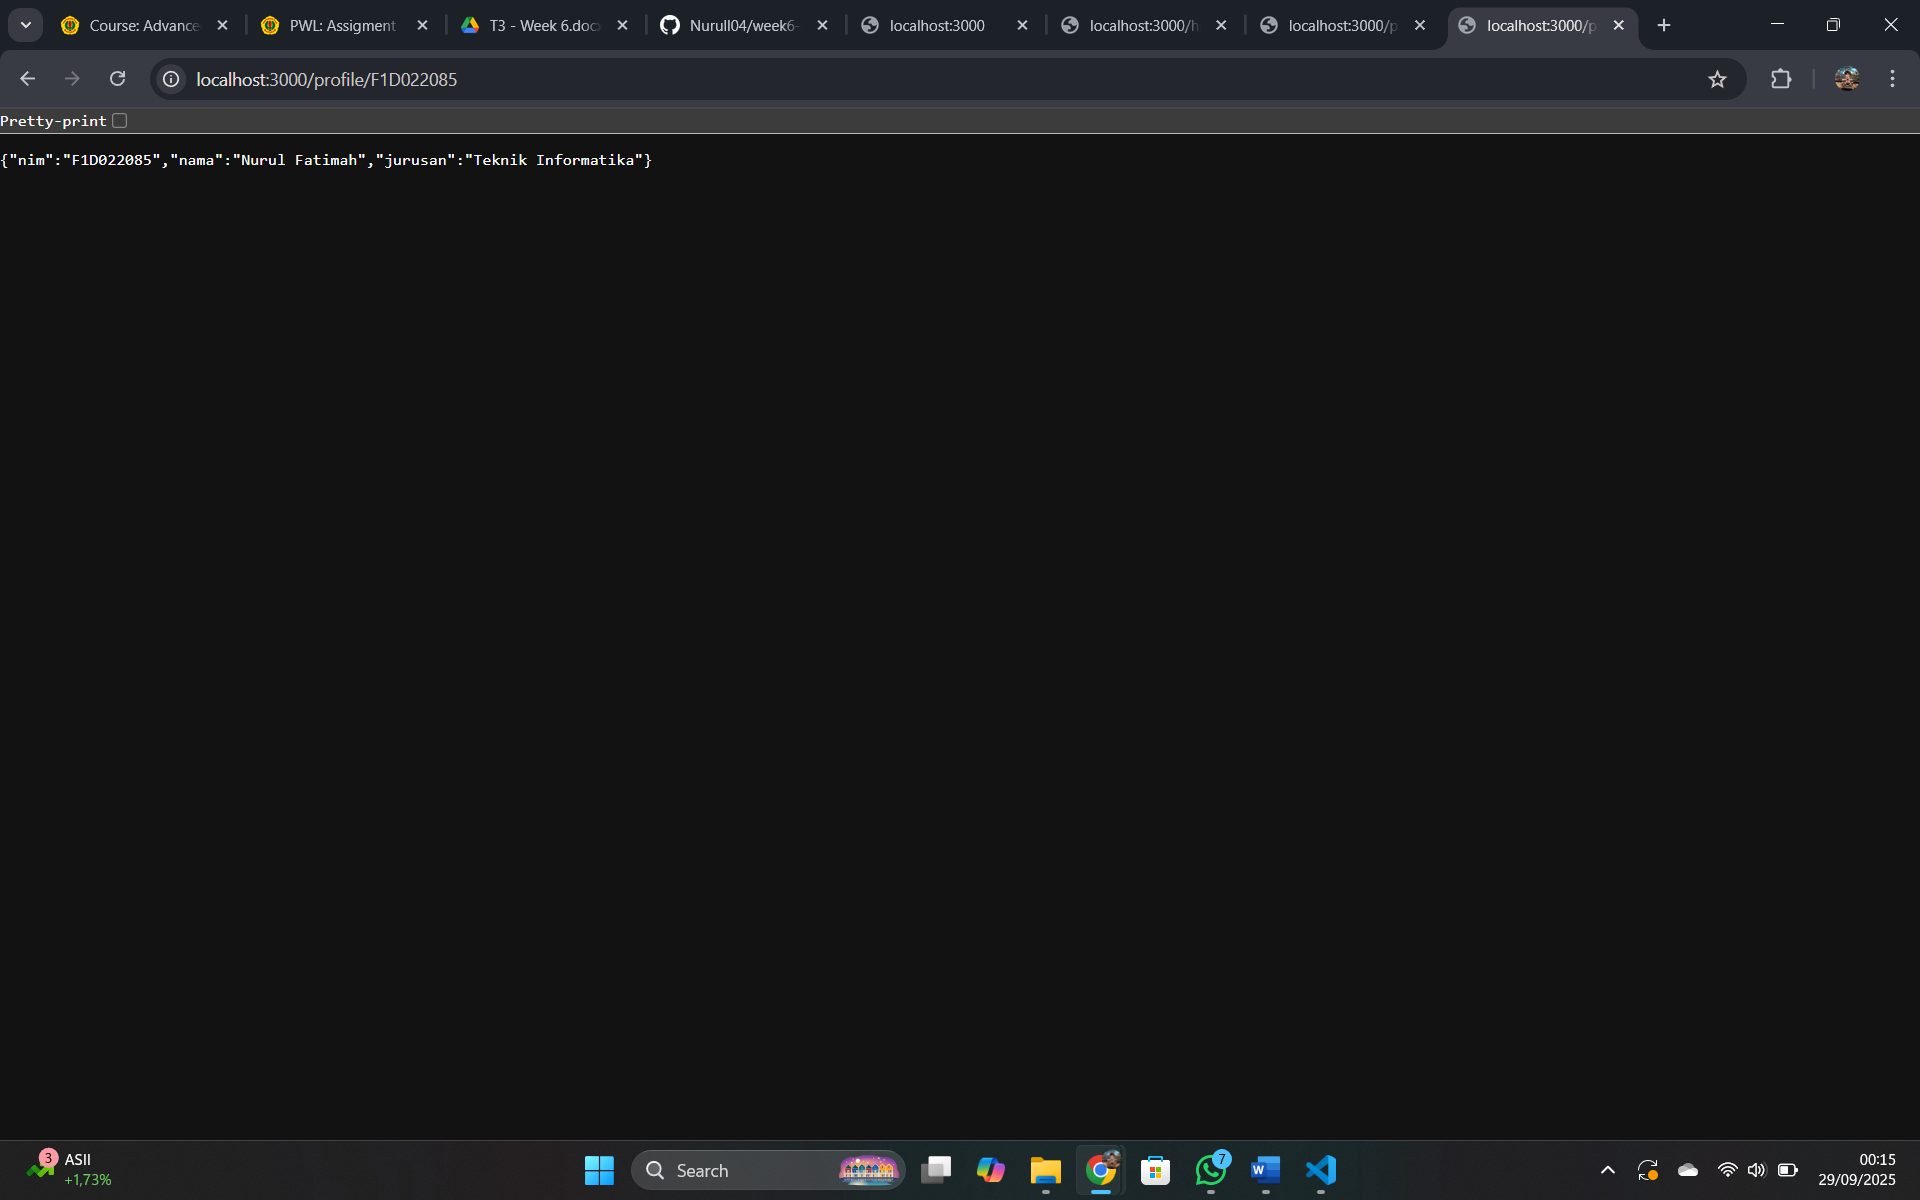 Course: Advance
PWL: Assigment
T3 - Week 6.docx
Nurull04/week6-
localhost:3000
localhost:3000/h
localhost:3000/p
localhost:3000/p
localhost:3000/profile/F1D022085
Pretty-print
{"nim":"F1D022085","nama":"Nurul Fatimah","jurusan":"Teknik Informatika"}
3
ASII
+1,73%
Search
7
W
00:15
29/09/2025